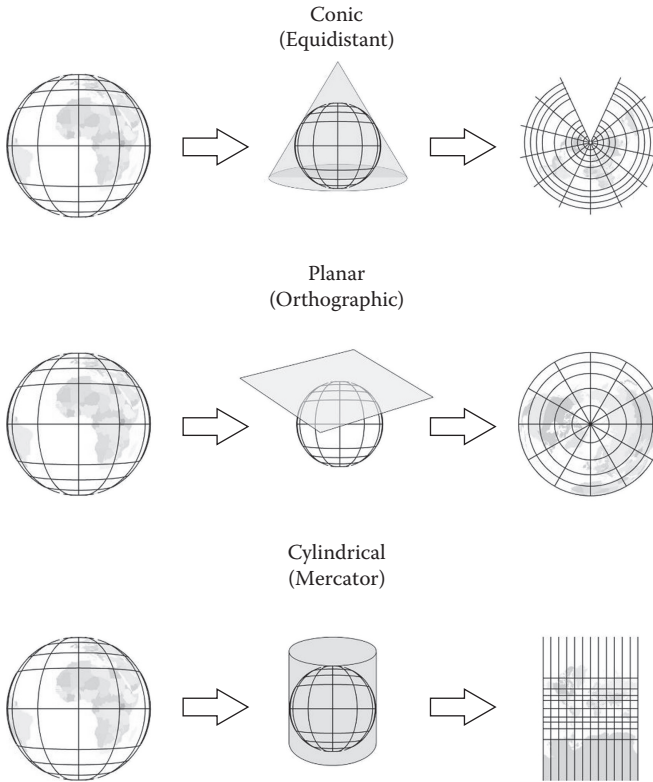 Conic
(Equidistant)
Planar
(Orthographic)
Cylindrical
(Mercator)